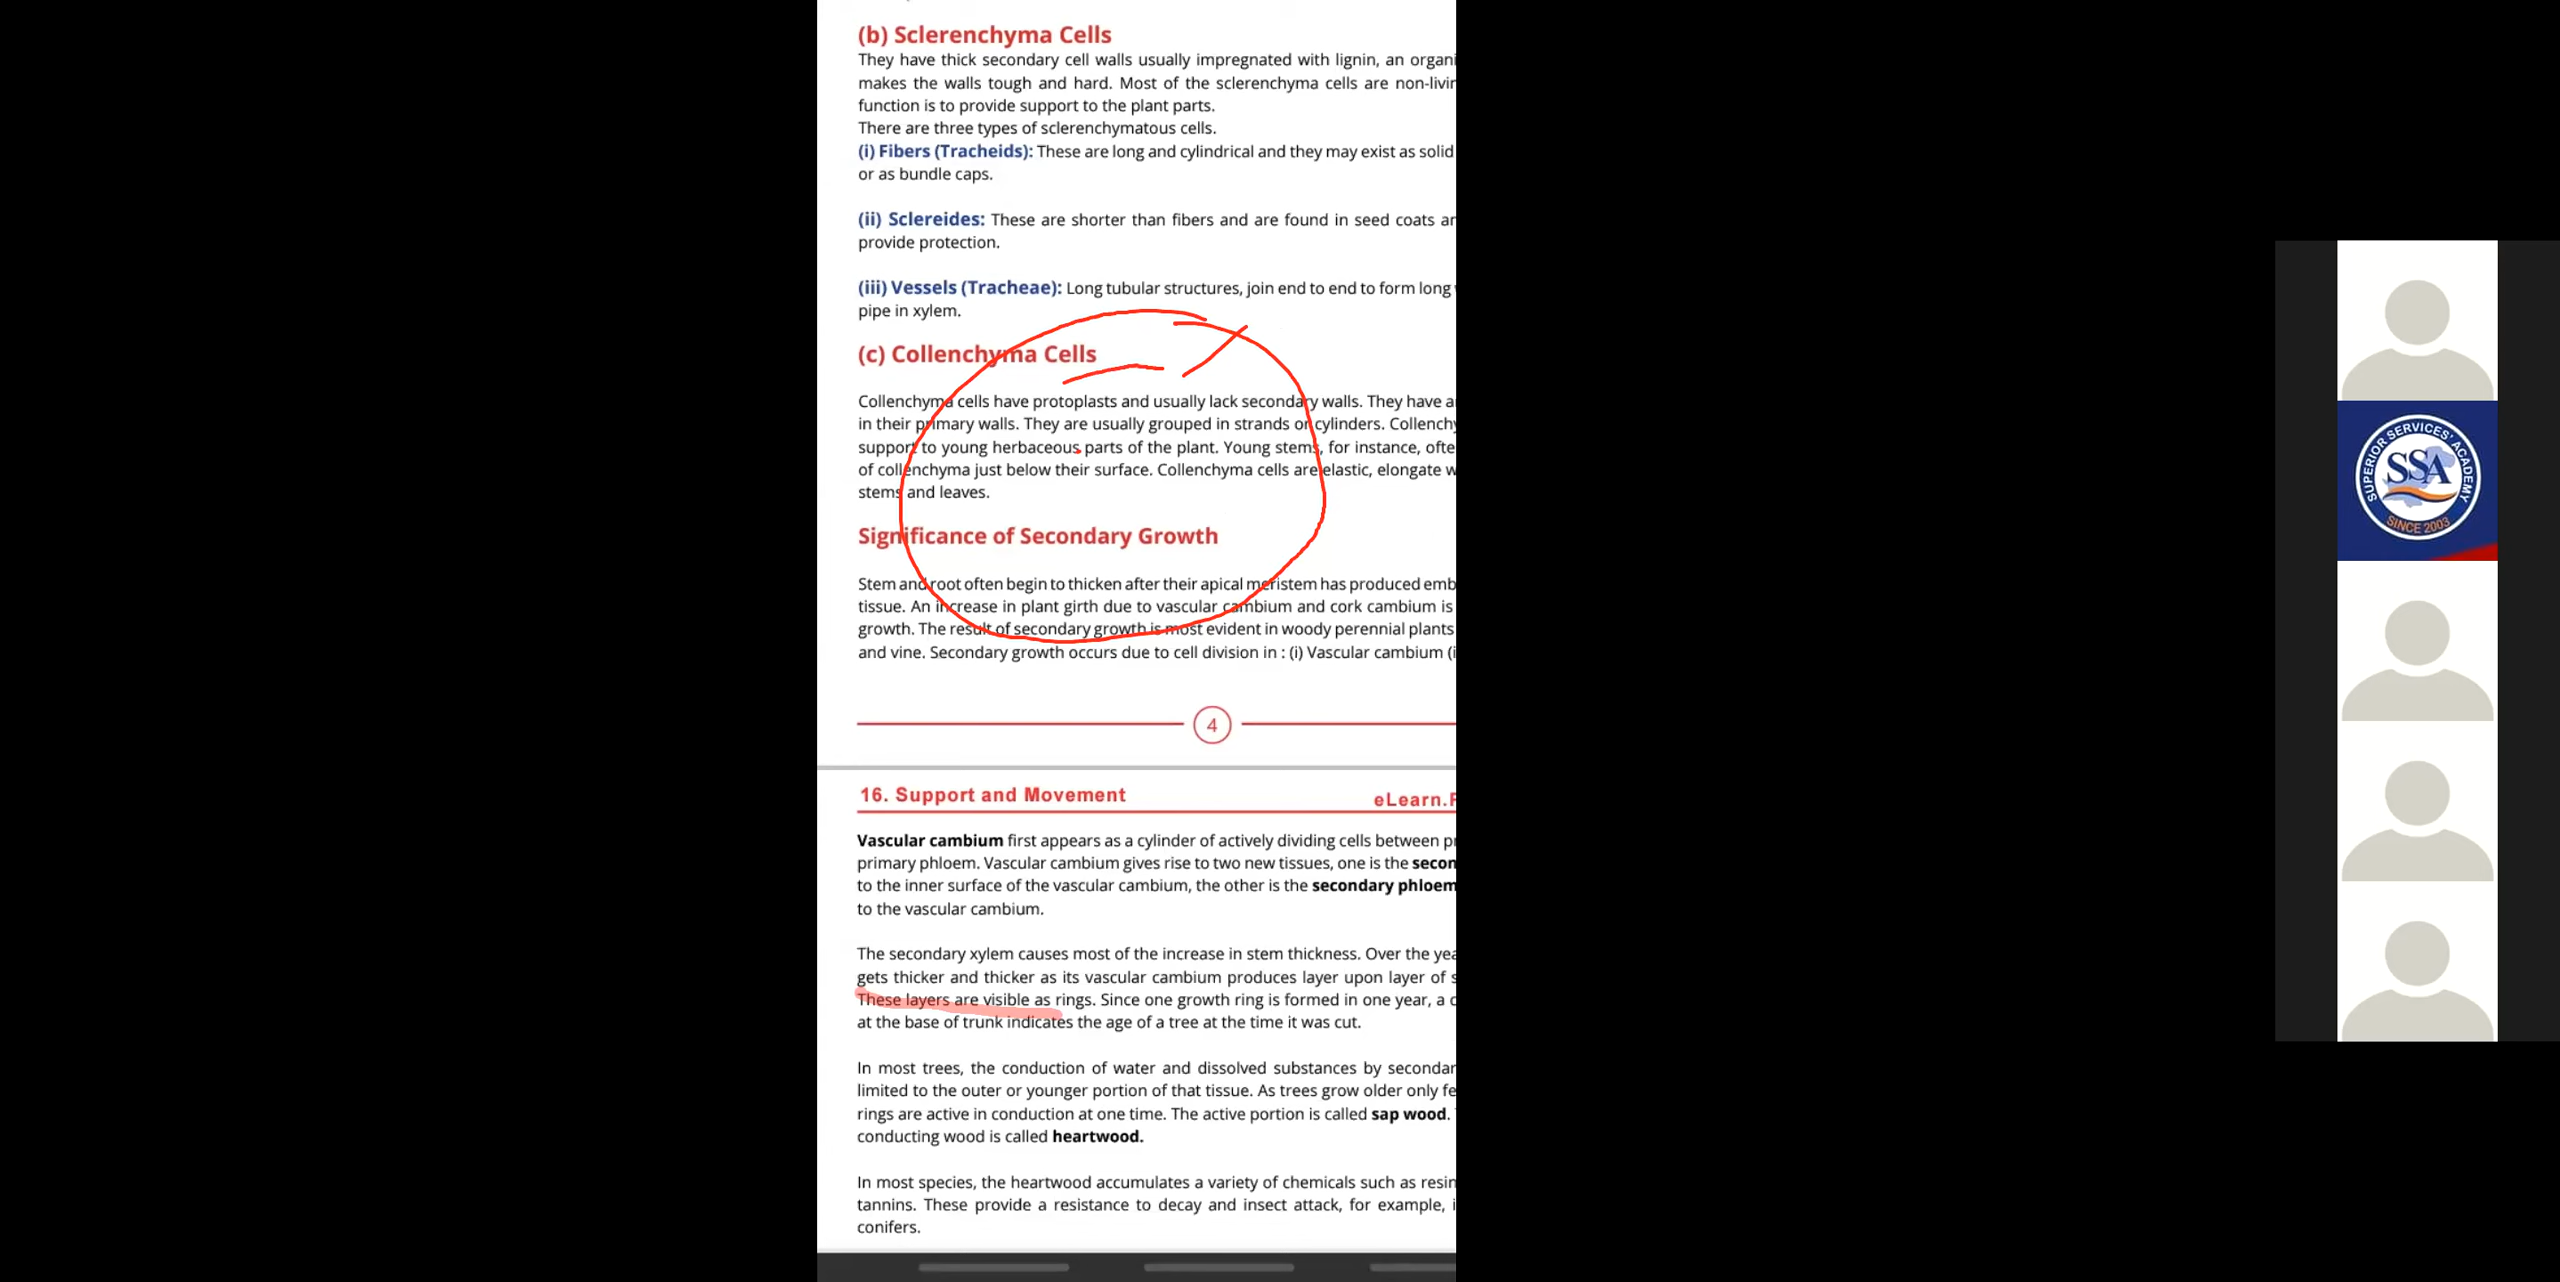 (b) Sclerenchyma Cells
They have thick secondary cell walls usually impregnated with lignin, an organi
makes the walls tough and hard. Most of the sclerenchyma cells are non-livin
function is to provide support to the plant parts.
There are three types of sclerenchymatous cells.
(i) Fibers (Tracheids): These are long and cylindrical and they may exist as solid
or as bundle caps.
(ii) Sclereides: These are shorter than fibers and are found in seed coats an
provide protection.
(iii) Vessels (Tracheae): Long tubular structures, join end to end to form long
pipe in xylem.
(c) Collenchyma Cells
Collenchyma cells have protoplasts and usually lack secondary walls. They have a
in their primary walls. They are usually grouped in strands or cylinders. Collenchy
support to young herbaceous parts of the plant. Young stems, for instance, ofte
of collenchyma just below their surface. Collenchyma cells are elastic, elongate w
stems and leaves.
Significance of Secondary Growth
Stem and root often begin to thicken after their apical meristem has produced emb
tissue. An increase in plant girth due to vascular cambium and cork cambium is
growth. The result of secondary growth is most evident in woody perennial plants
and vine. Secondary growth occurs due to cell division in : (i) Vascular cambium (i
4
16. Support and Movement
eLearn.P
Vascular cambium first appears as a cylinder of actively dividing cells between pr
primary phloem. Vascular cambium gives rise to two new tissues, one is the secon
to the inner surface of the vascular cambium, the other is the secondary phloem
to the vascular cambium.
The secondary xylem causes most of the increase in stem thickness. Over the yea
gets thicker and thicker as its vascular cambium produces layer upon layer of s
These layers are visible as rings. Since one growth ring is formed in one year, a c
at the base of trunk indicates the age of a tree at the time it was cut.
In most trees, the conduction of water and dissolved substances by secondar
limited to the outer or younger portion of that tissue. As trees grow older only fe
rings are active in conduction at one time. The active portion is called sap wood.
conducting wood is called heartwood.
In most species, the heartwood accumulates a variety of chemicals such as resin
tannins. These provide a resistance to decay and insect attack, for example, i
conifers.
SUPERIOR SERVICES' ACADEMY
SSA
SINCE 2003